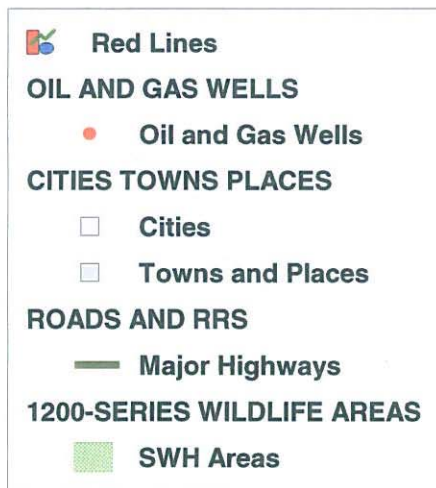 Red Lines
OIL AND GAS WELLS
Oil and Gas Wells
CITIES TOWNS PLACES
Cities
Towns and Places
ROADS AND RRS
Major Highways
1200-SERIES WILDLIFE AREAS
SWH Areas